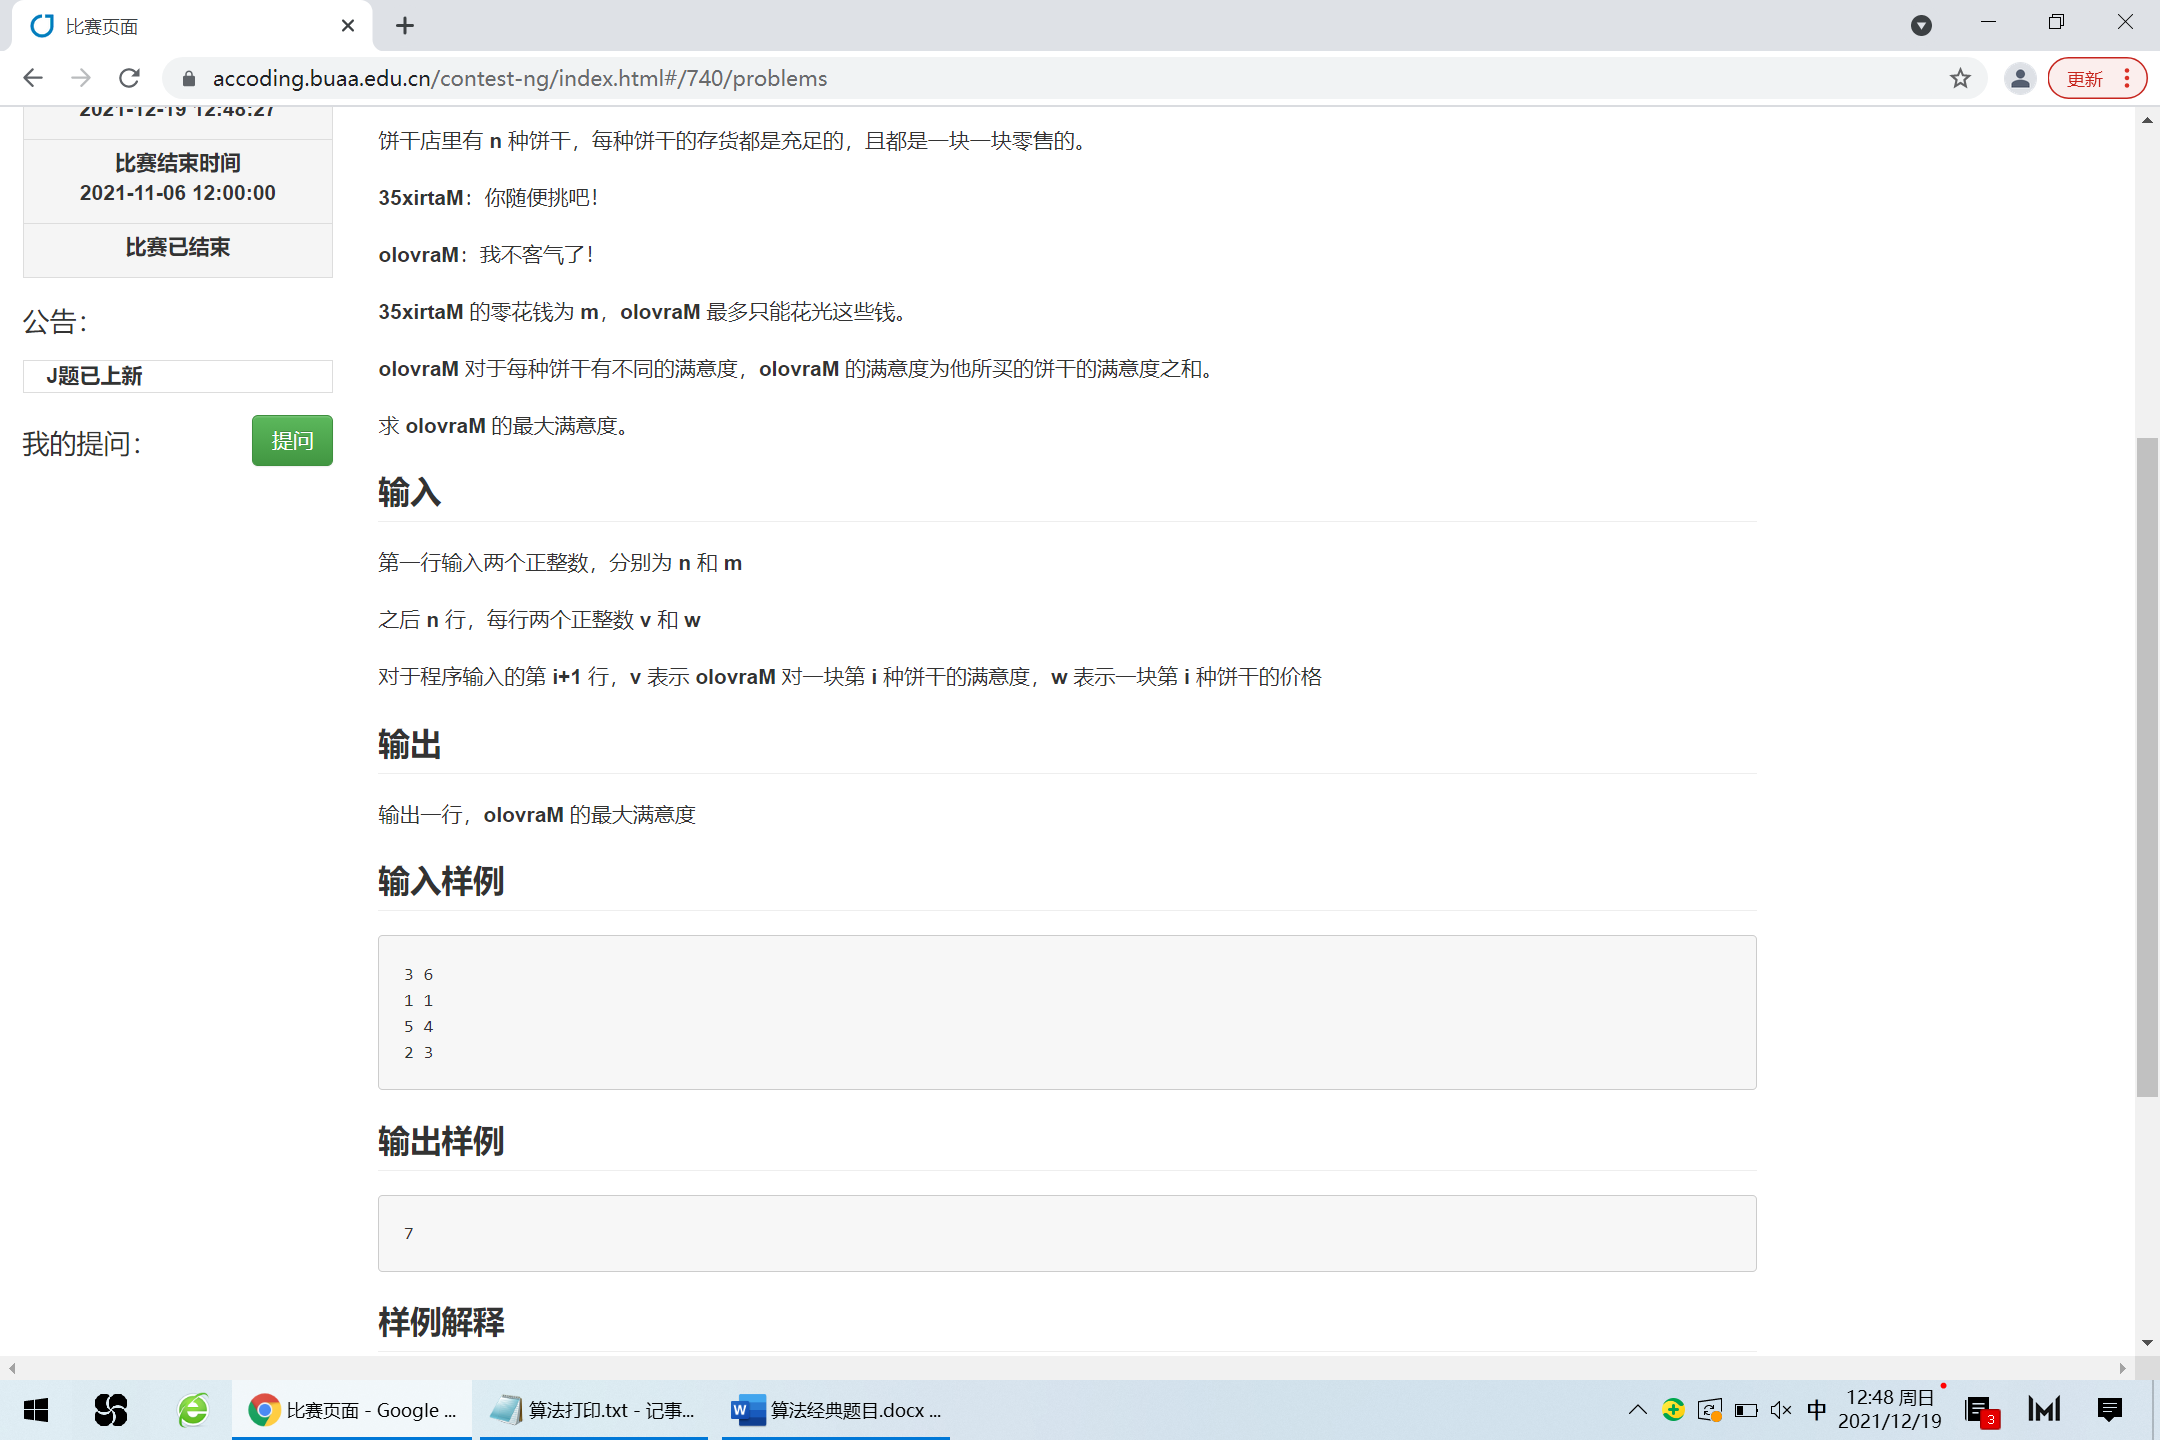 比赛页面
accoding.buaa.edu.cn/contest-ng/index.html#/740/problems
更新
2021-12-19 12:48:27
比赛结束时间
2021-11-06 12:00:00
比赛已结束
公告：
J题已上新
我的提问：
提问
饼干店里有 n 种饼干，每种饼干的存货都是充足的，且都是一块一块零售的。
35xirtaM：你随便挑吧！
olovraM：我不客气了！
35xirtaM 的零花钱为 m，olovraM 最多只能花光这些钱。
olovraM 对于每种饼干有不同的满意度，olovraM 的满意度为他所买的饼干的满意度之和。
求 olovraM 的最大满意度。
输入
第一行输入两个正整数，分别为 n 和 m
之后 n 行，每行两个正整数 v 和 w
对于程序输入的第 i+1 行，v 表示 olovraM 对一块第 i 种饼干的满意度，w 表示一块第 i 种饼干的价格
输出
输出一行，olovraM 的最大满意度
输入样例
3 6
1 1
5 4
2 3
输出样例
7
样例解释
比赛页面 - Google ...
算法打印.txt - 记事...
算法经典题目.docx ...
中
12:48 周日
2021/12/19
3